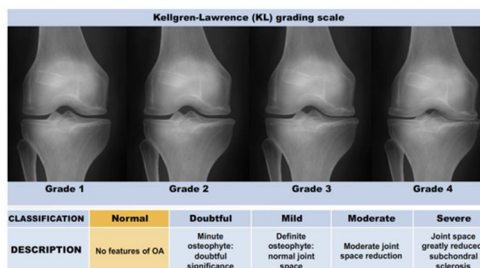 Kellgren-Lawrence (KL) grading scale
Grade 1 Grade 2 Grade 3 Grade 4
CLASSIFICATION Normal Doubtful Mild Moderate Severe
DESCRIPTION
No features of OA
Minute
osteophyte:
doubtful
significance
Definite
osteophyte:
normal joint
space
Moderate joint
space reduction
Joint space
greatly reduced:
subchondral
sclerosis